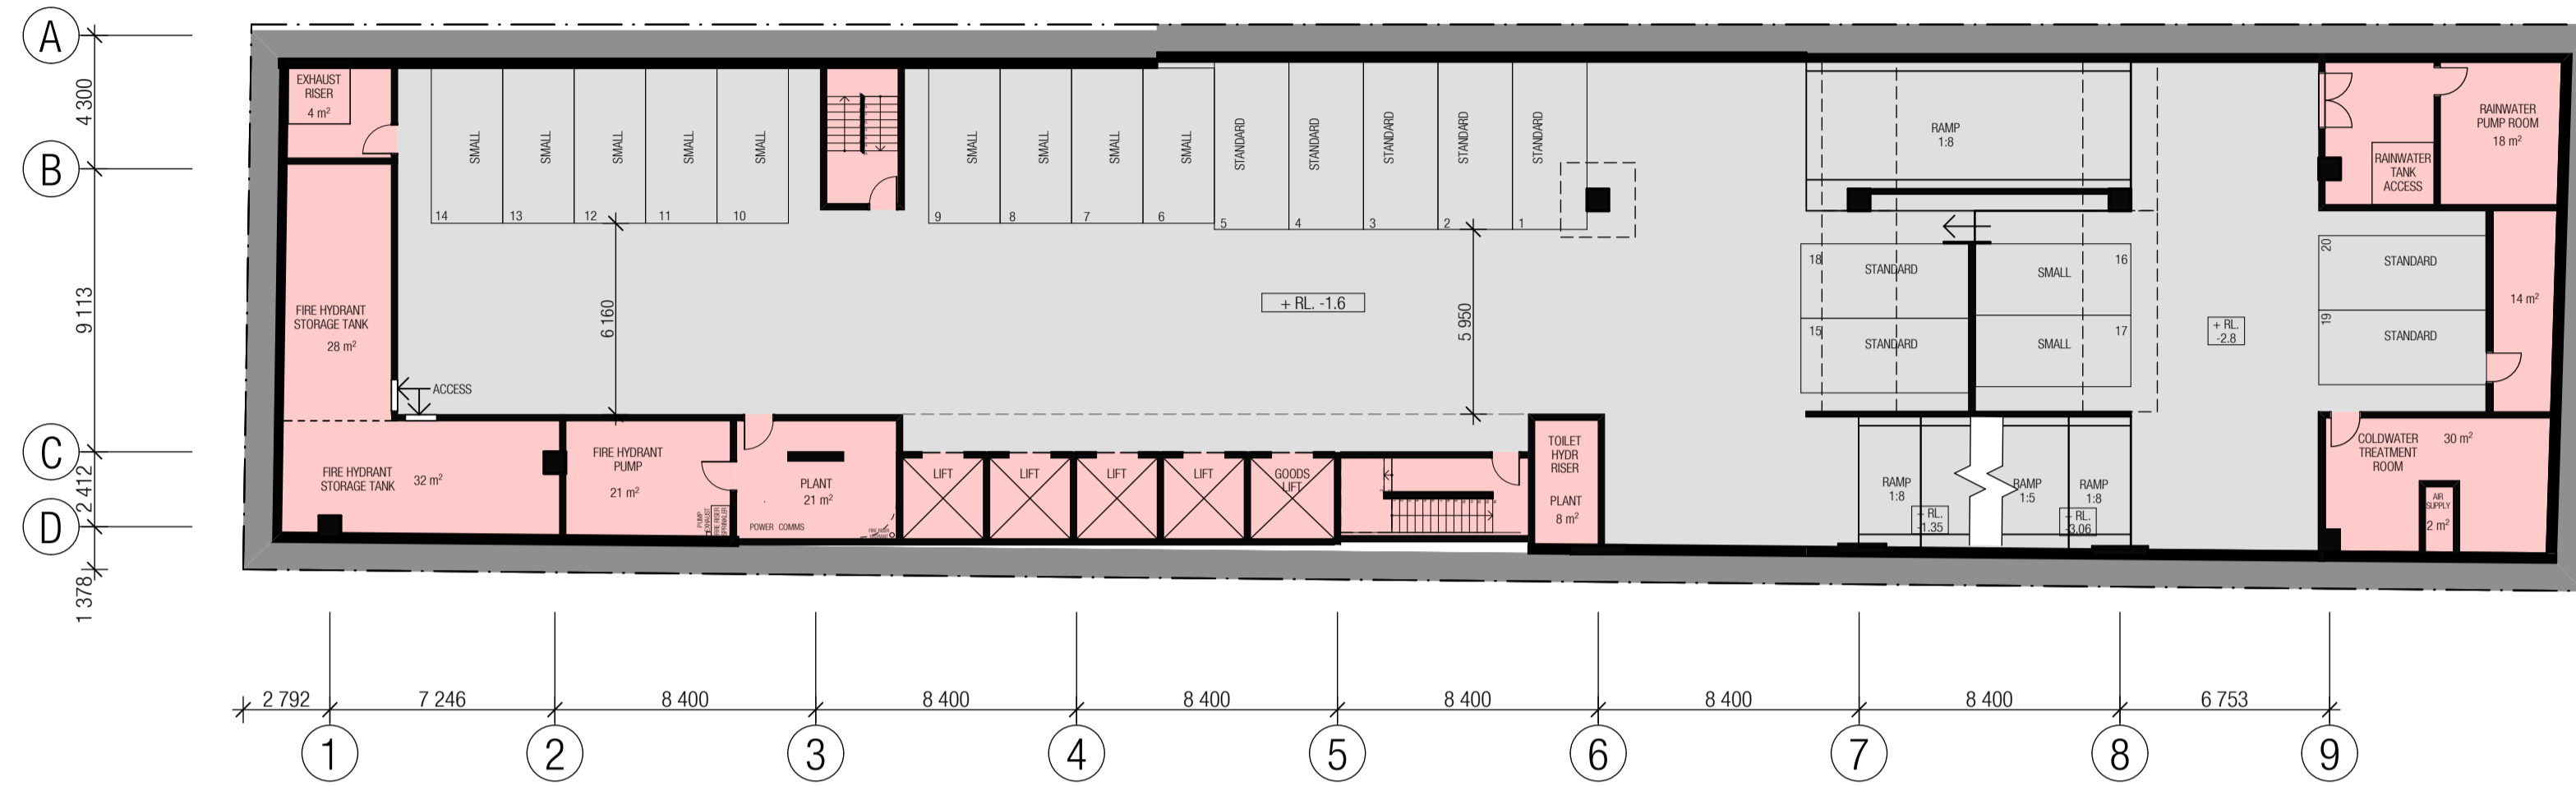 A
B
C
D
4 300
9 113
2 412
1 378
EXHAUST
RISER
4 m²
SMALL
SMALL
SMALL
SMALL
SMALL
14
13
12
11
10
SMALL
SMALL
SMALL
SMALL
9
8
7
6
STANDARD
STANDARD
STANDARD
STANDARD
STANDARD
5
4
3
2
1
RAMP
1:8
RAINWATER
PUMP ROOM
18 m²
RAINWATER
TANK
ACCESS
FIRE HYDRANT
STORAGE TANK
28 m²
ACCESS
6 160
+ RL. -1.6
5 950
18
STANDARD
15
STANDARD
SMALL
16
SMALL
17
+ RL.
-2.8
20
STANDARD
19
STANDARD
14 m²
FIRE HYDRANT
STORAGE TANK
32 m²
FIRE HYDRANT
PUMP
21 m²
PUMP
EXHAUST
FIRE RISER
SPRINKLER
PLANT
21 m²
POWER COMMS
LIFT
LIFT
LIFT
LIFT
GOODS
LIFT
TOILET
HYDR
RISER
PLANT
8 m²
RAMP
1:8
+ RL.
-1.35
RAMP
1:5
RAMP
1:8
+ RL.
-3.06
COLDWATER
TREATMENT
ROOM
30 m²
AIR
SUPPLY
2 m²
2 792
7 246
8 400
8 400
8 400
8 400
8 400
8 400
6 753
1
2
3
4
5
6
7
8
9